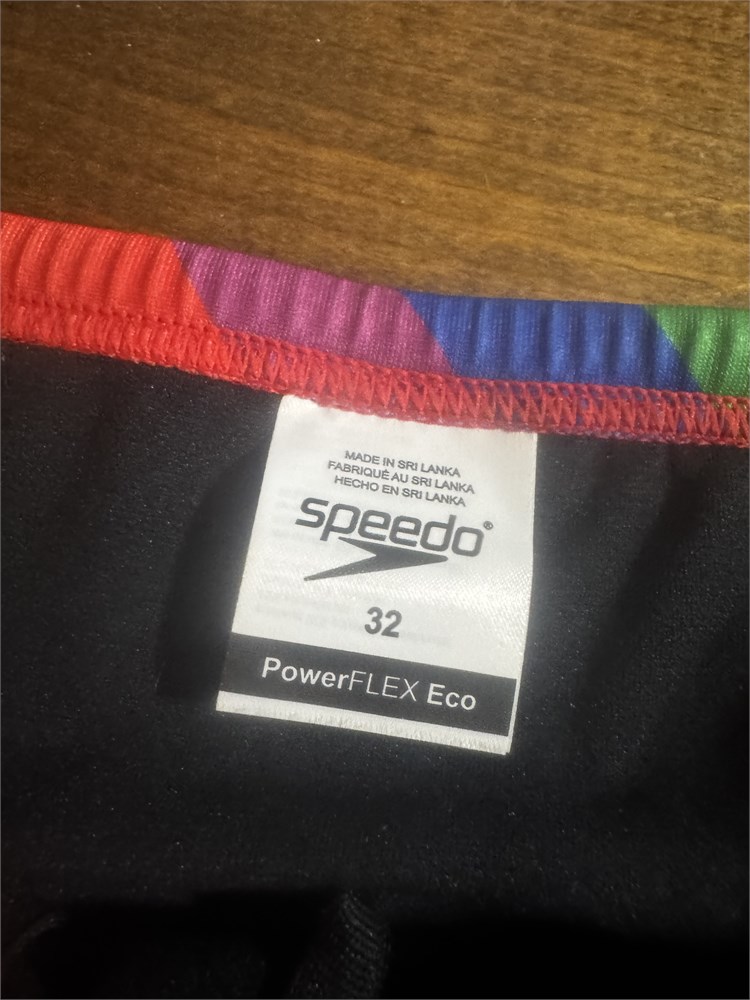 MADE IN SRI LANKA
FABRIQUÉ AU SRI LANKA
HECHO EN SRI LANKA
speedo®
32
PowerFLEX Eco